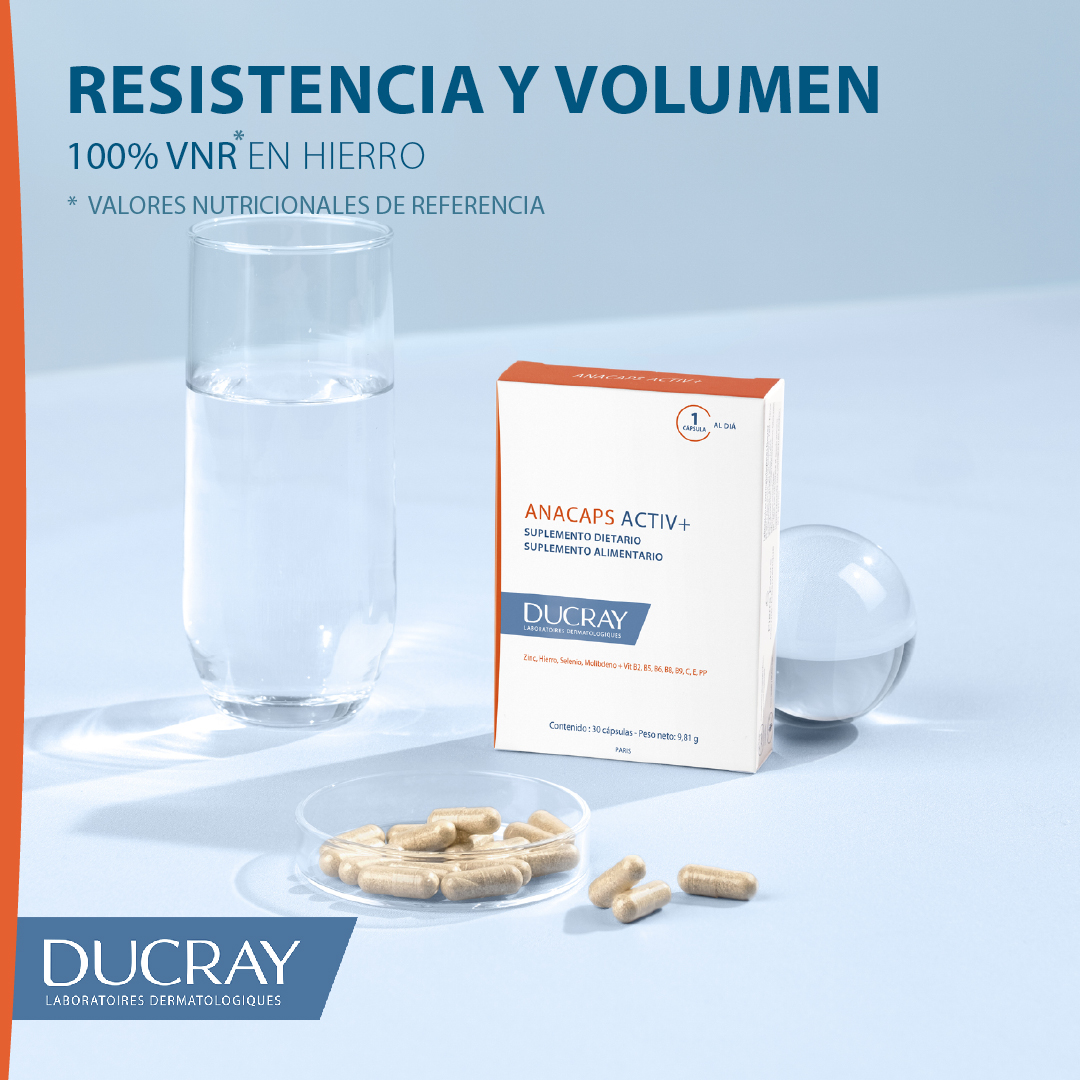 RESISTENCIA Y VOLUMEN
100% VNR* EN HIERRO
* VALORES NUTRICIONALES DE REFERENCIA
ANACAPS ACTIV+
1
CÁPSULA
AL DIÁ
ANACAPS ACTIV+
SUPLEMENTO DIETARIO
SUPLEMENTO ALIMENTARIO
DUCRAY
LABORATOIRES DERMATOLOGIQUES
Zinc, Hierro, Selenio, Molibdeno + Vit B2, B5, B6, B8, B9, C, E, PP
Contenido : 30 cápsulas - Peso neto: 9,81 g
PARIS
DUCRAY
LABORATOIRES DERMATOLOGIQUES